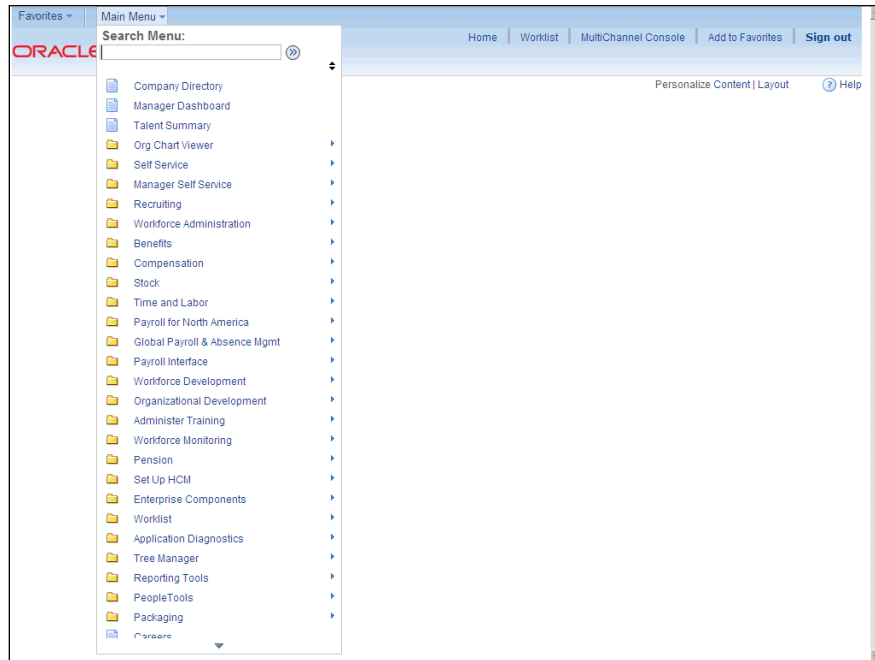 Favorites Main Menu
Search Menu:
ORACLE
Home Worklist MultiChannel Console Add to Favorites Sign out
Personalize Content | Layout ? Help
Company Directory
Manager Dashboard
Talent Summary
Org Chart Viewer
Self Service
Manager Self Service
Recruiting
Workforce Administration
Benefits
Compensation
Stock
Time and Labor
Payroll for North America
Global Payroll & Absence Mgmt
Payroll Interface
Workforce Development
Organizational Development
Administer Training
Workforce Monitoring
Pension
Set Up HCM
Enterprise Components
Worklist
Application Diagnostics
Tree Manager
Reporting Tools
PeopleTools
Packaging
Careers